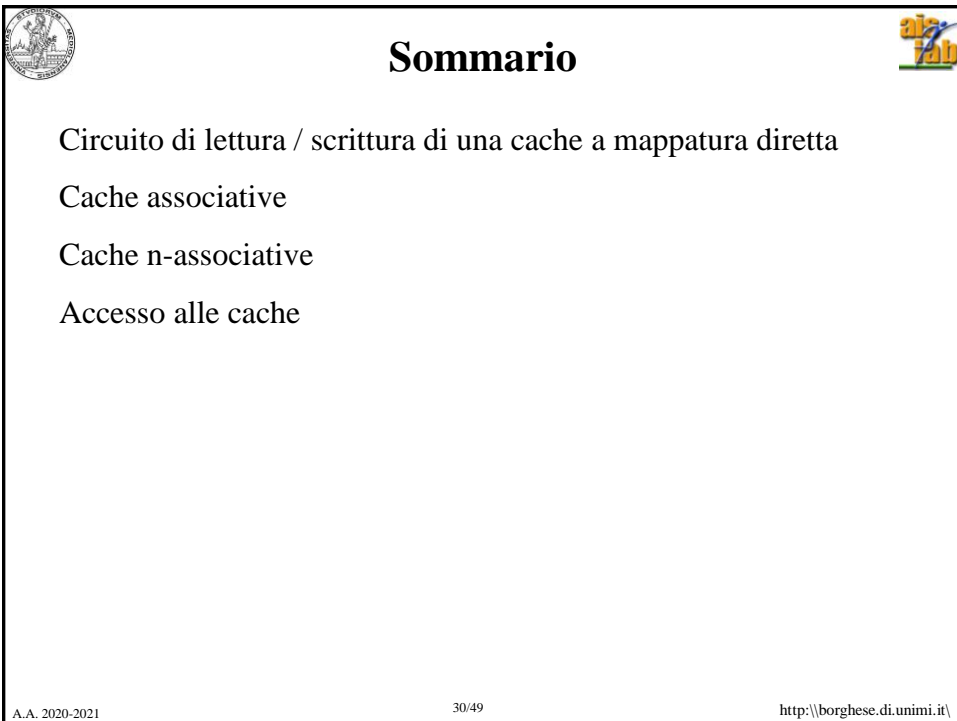 Sommario
Circuito di lettura / scrittura di una cache a mappatura diretta
Cache associative
Cache n-associative
Accesso alle cache
A.A. 2020-2021
30/49
http:\\borghese.di.unimi.it\